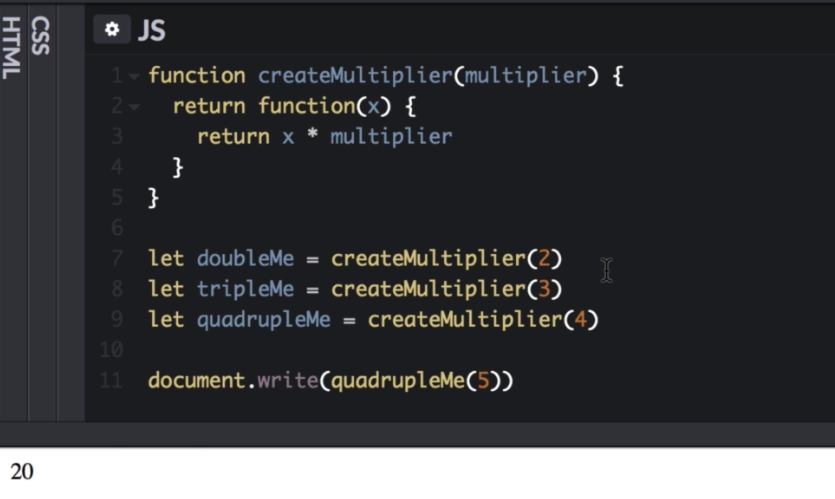 HTML
CSS
JS
1 function createMultiplier(multiplier) {
2   return function(x) {
3     return x * multiplier
4   }
5 }
6
7 let doubleMe = createMultiplier(2)
8 let tripleMe = createMultiplier(3)
9 let quadrupleMe = createMultiplier(4)
10
11 document.write(quadrupleMe(5))
20